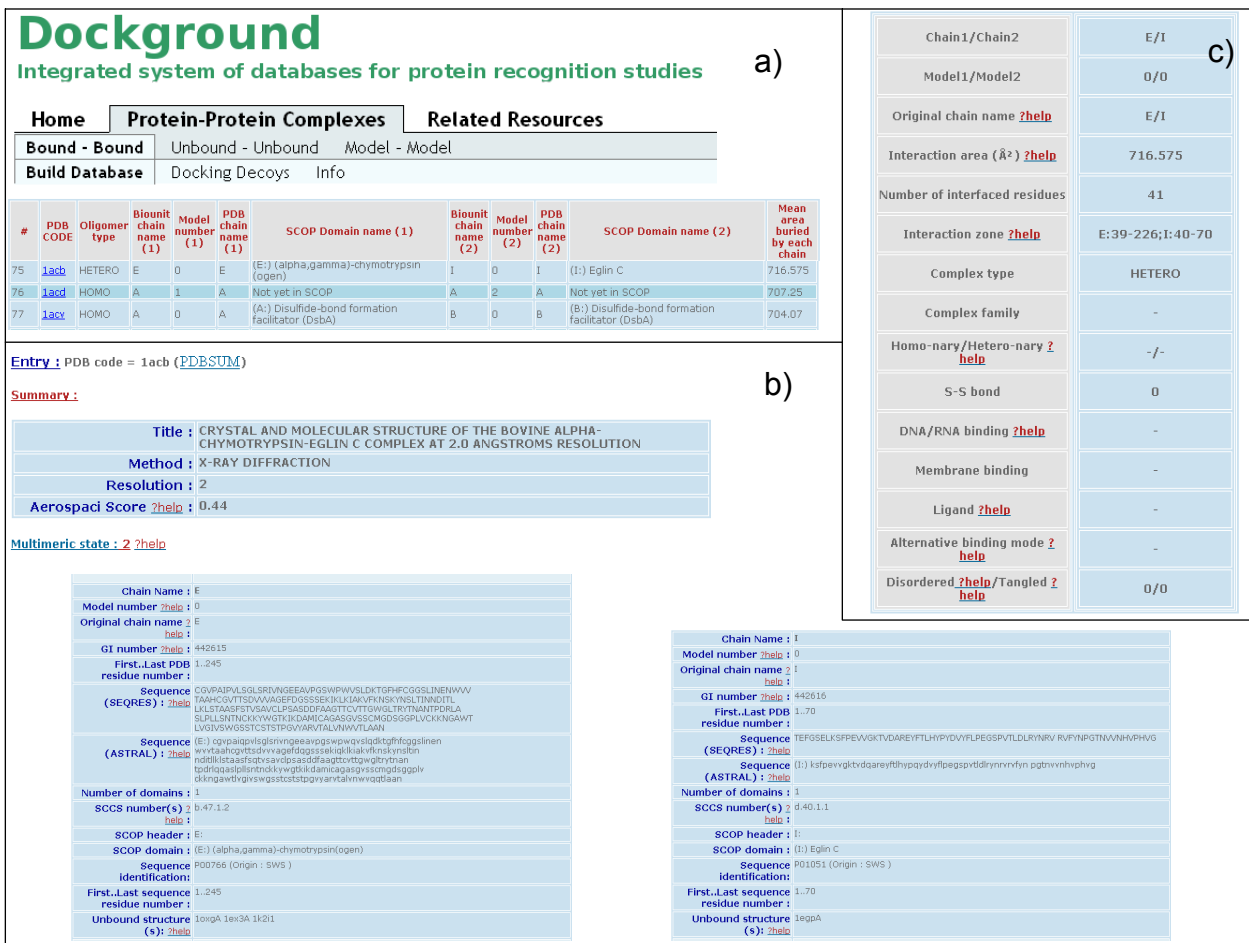 Dockground
Integrated system of databases for protein recognition studies
a)
Home Protein-Protein Complexes Related Resources
Bound - Bound Unbound - Unbound Model - Model
Build Database Docking Decoys Info
# PDB CODE Oligomer type Biounit chain name (1) Model number (1) PDB chain name (1) SCOP Domain name (1) Biounit chain name (2) Model number (2) PDB chain name (2) SCOP Domain name (2) Mean area buried by each chain
75 1acb HETERO E 0 E (E:) (alpha,gamma)-chymotrypsin (ogen) I 0 I (I:) Eglin C 716.575
76 1acd HOMO A 1 A Not yet in SCOP A 2 A Not yet in SCOP 707.25
77 1acv HOMO A 0 A (A:) Disulfide-bond formation facilitator (DsbA) B 0 B (B:) Disulfide-bond formation facilitator (DsbA) 704.07
c)
Chain1/Chain2 E/I
Model1/Model2 0/0
Original chain name ?help E/I
Interaction area (Å²) ?help 716.575
Number of interfaced residues 41
Interaction zone ?help E:39-226;I:40-70
Complex type HETERO
Complex family -
Homo-nary/Hetero-nary ?help -/-
S-S bond 0
DNA/RNA binding ?help -
Membrane binding -
Ligand ?help -
Alternative binding mode ?help -
Disordered ?help/Tangled ?help 0/0
b)
Entry : PDB code = 1acb (PDBSUM)
Summary :
Title : CRYSTAL AND MOLECULAR STRUCTURE OF THE BOVINE ALPHA-
CHYMOTRYPSIN-EGLIN C COMPLEX AT 2.0 ANGSTROMS RESOLUTION
Method : X-RAY DIFFRACTION
Resolution : 2
Aerospaci Score ?help : 0.44
Multimeric state : 2 ?help
Chain Name : E
Model number ?help : 0
Original chain name ?help : E
GI number ?help : 442615
First..Last PDB residue number : 1..245
Sequence (SEQRES) : ?help
Sequence (ASTRAL) : ?help
Number of domains : 1
SCCS number(s) ?help : b.47.1.2
SCOP header : E:
SCOP domain : (E:) (alpha,gamma)-chymotrypsin(ogen)
Sequence identification: P00766 (Origin : SWS )
First..Last sequence residue number : 1..245
Unbound structure (s): ?help 1oxgA 1ex3A 1k2i1
Chain Name : I
Model number ?help : 0
Original chain name ?help : I
GI number ?help : 442616
First..Last PDB residue number : 1..70
Sequence (SEQRES) : ?help
Sequence (ASTRAL) : ?help
Number of domains : 1
SCCS number(s) ?help : d.40.1.1
SCOP header : I:
SCOP domain : (I:) Eglin C
Sequence identification: P01051 (Origin : SWS )
First..Last sequence residue number : 1..70
Unbound structure (s): ?help 1egpA